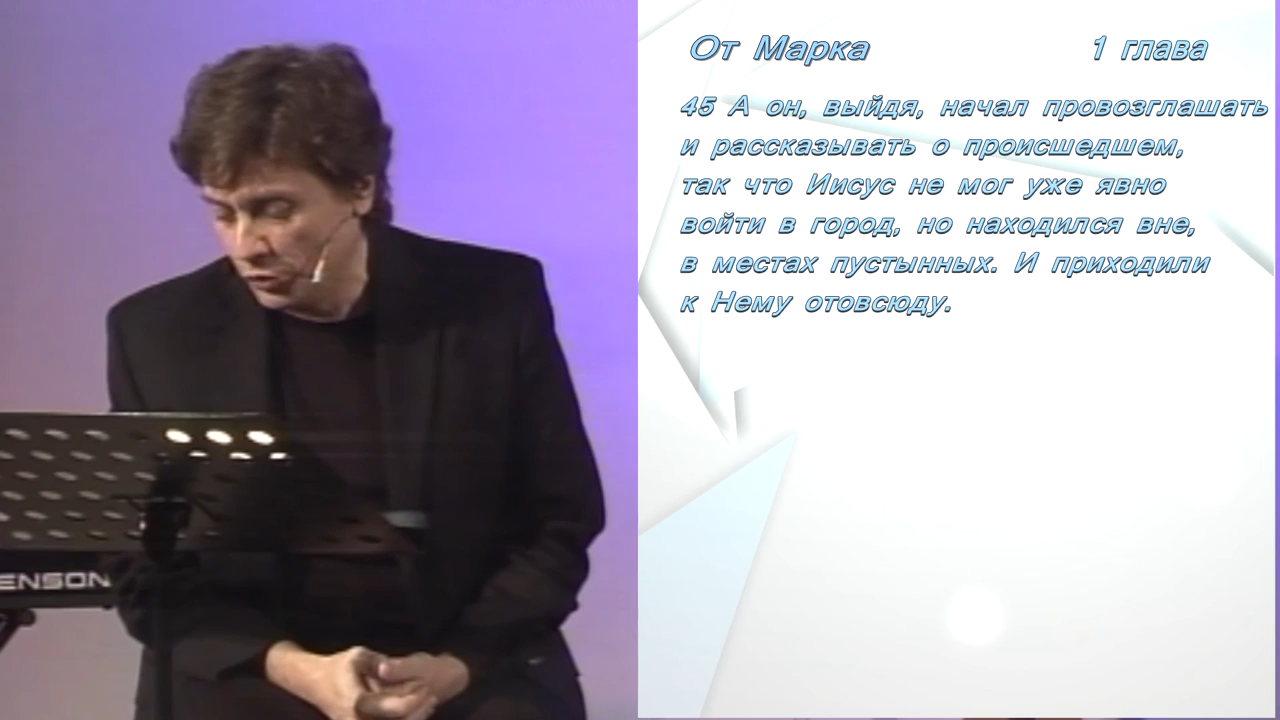 От Марка 1 глава
45 А он, выйдя, начал провозглашать
и рассказывать о происшедшем,
так что Иисус не мог уже явно
войти в город, но находился вне,
в местах пустынных. И приходили
к Нему отовсюду.
ENSON